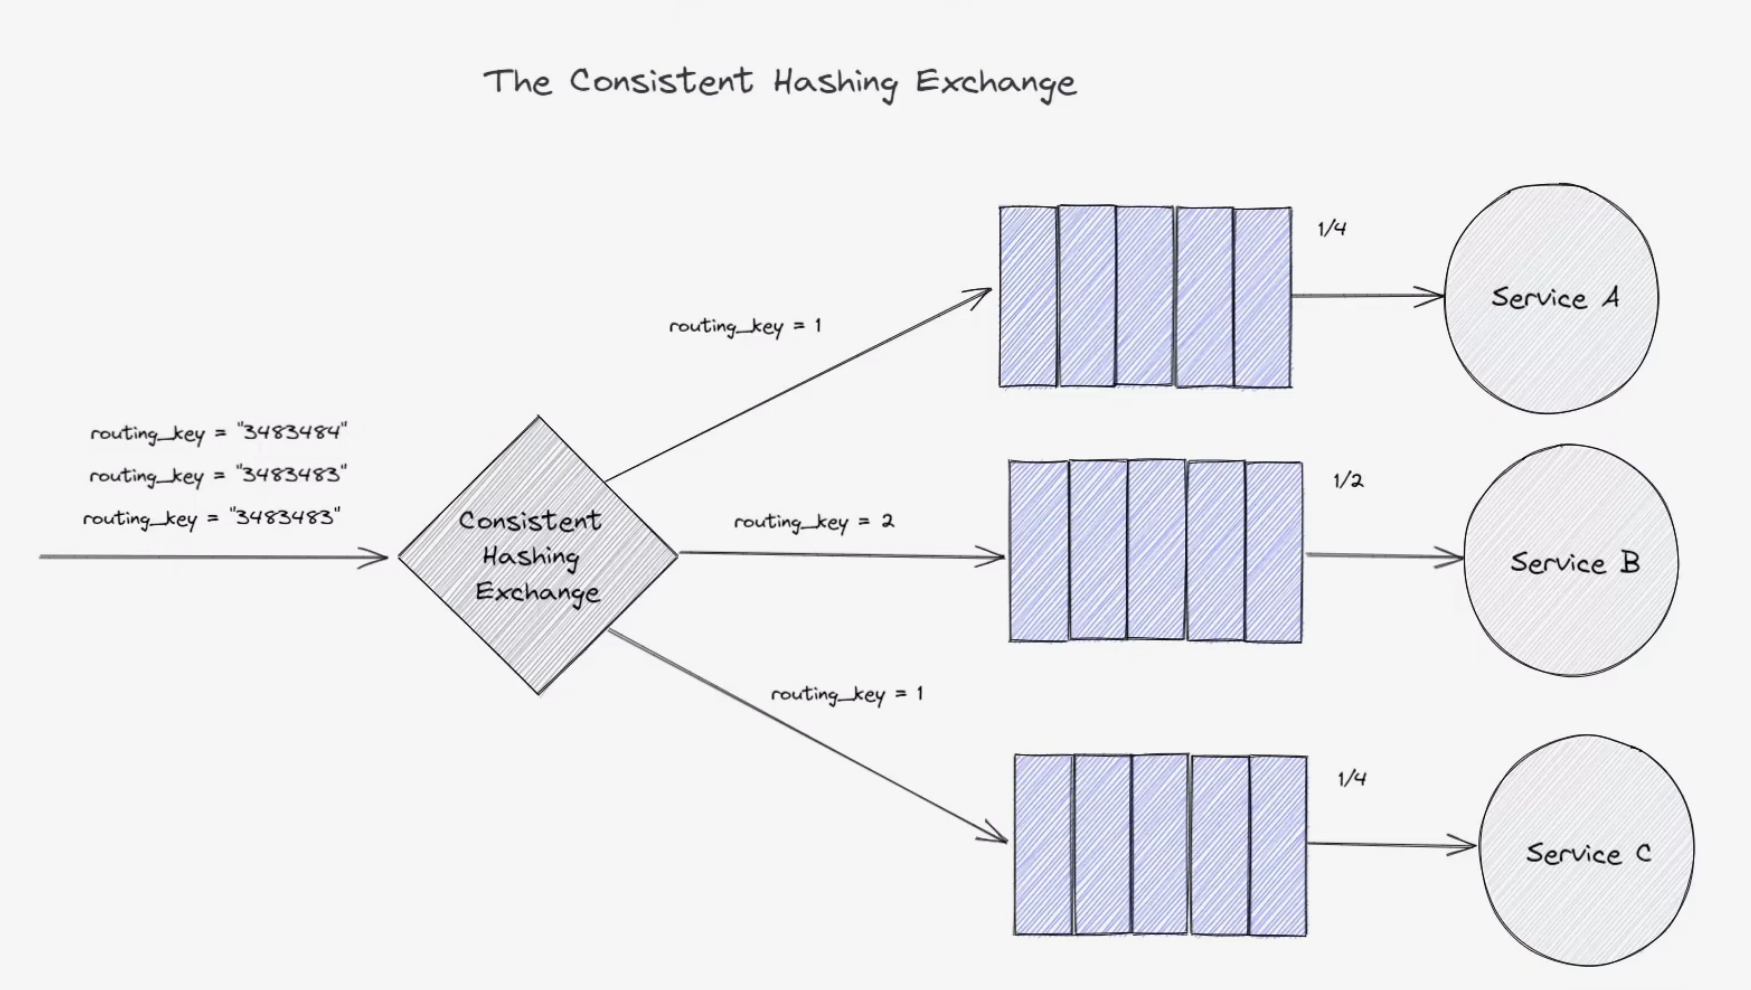 The Consistent Hashing Exchange
1/4
Service A
routing_key = 1
routing_key = "3483484"
routing_key = "3483483"
routing_key = "3483483"
Consistent
Hashing
Exchange
routing_key = 2
1/2
Service B
routing_key = 1
1/4
Service C